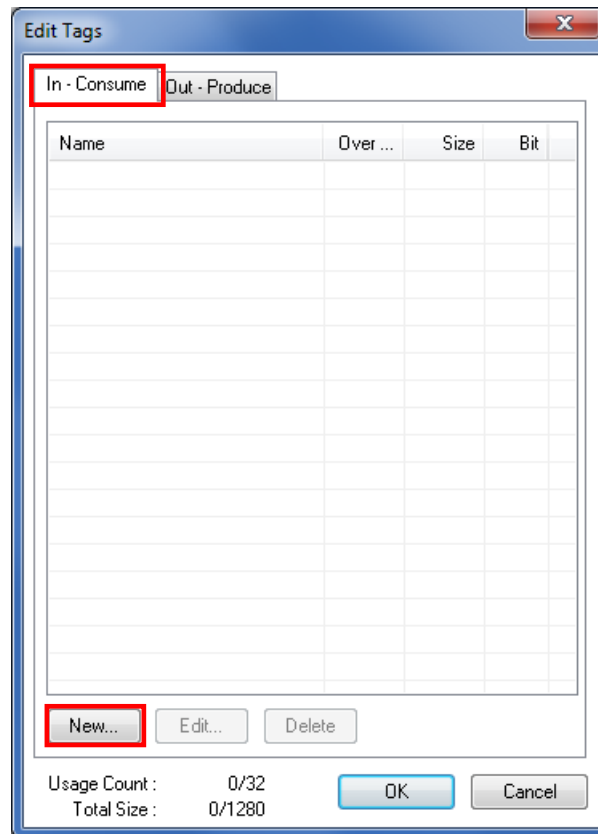 Edit Tags
In - Consume Out - Produce
Name Over ... Size Bit
New... Edit... Delete
Usage Count : 0/32 OK Cancel
Total Size : 0/1280